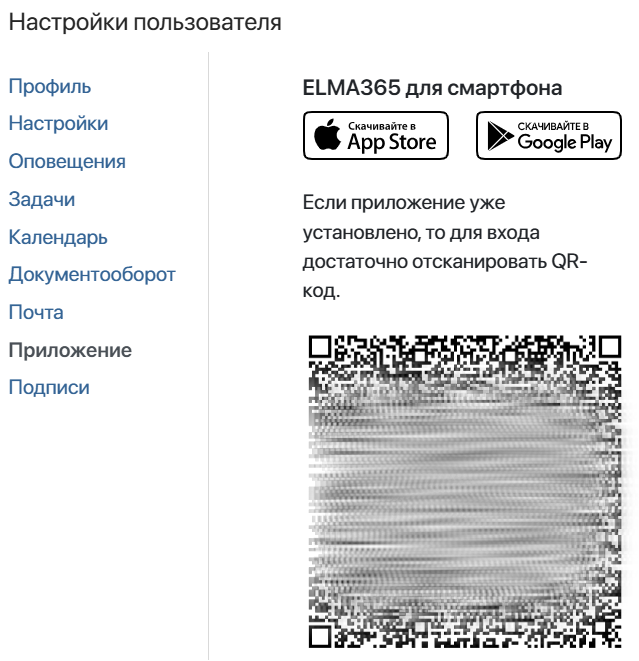 Настройки пользователя
Профиль
Настройки
Оповещения
Задачи
Календарь
Документооборот
Почта
Приложение
Подписи
ELMA365 для смартфона
Скачивайте в
App Store
СКАЧИВАЙТЕ В
Google Play
Если приложение уже
установлено, то для входа
достаточно отсканировать QR-
код.